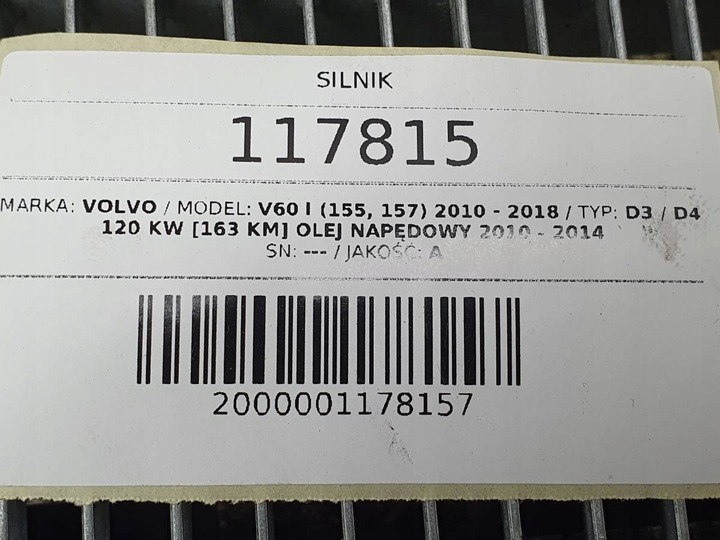 SILNIK
117815
MARKA: VOLVO / MODEL: V60 I (155, 157) 2010 - 2018 / TYP: D3 / D4
120 KW [163 KM] OLEJ NAPĘDOWY 2010 - 2014
SN: --- / JAKOŚĆ: A
2000001178157